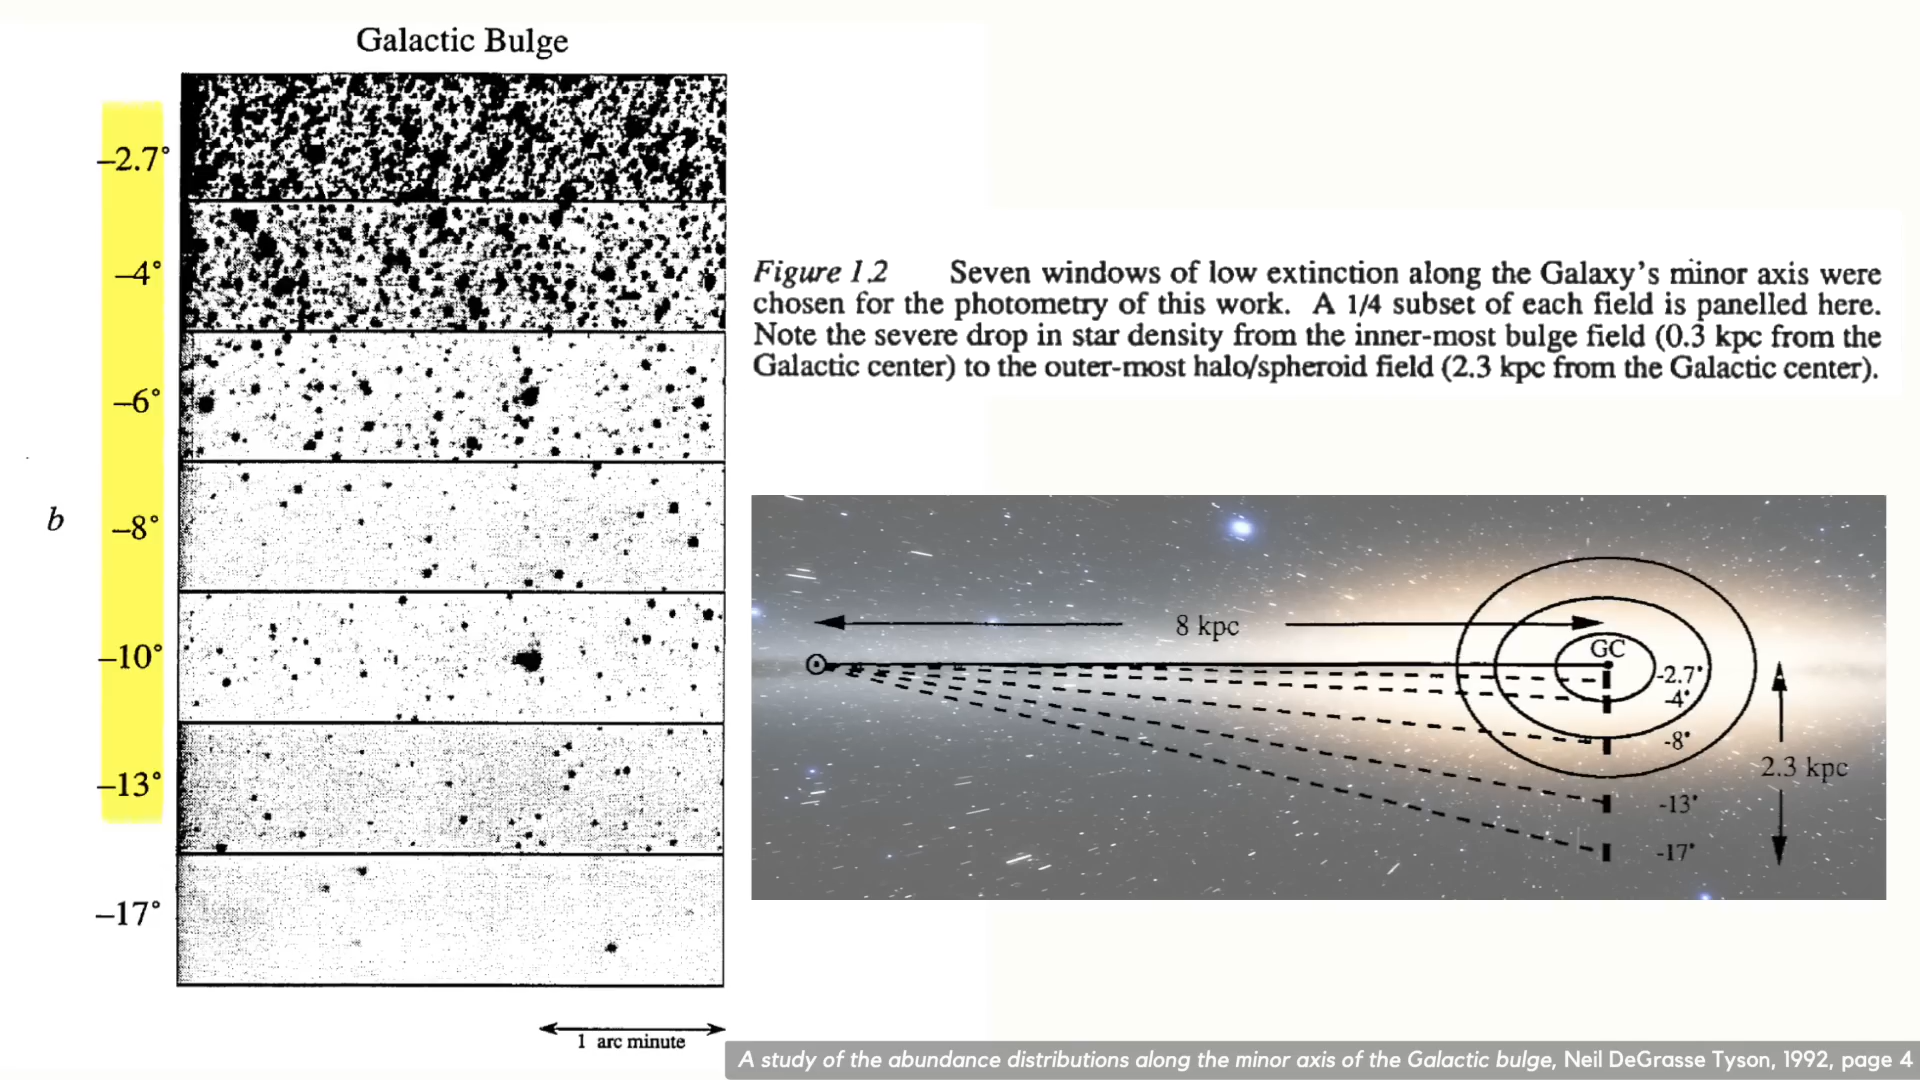 Galactic Bulge
–2.7°
–4°
–6°
b
–8°
–10°
–13°
–17°
1 arc minute
Figure 1.2 Seven windows of low extinction along the Galaxy's minor axis were
chosen for the photometry of this work. A 1/4 subset of each field is panelled here.
Note the severe drop in star density from the inner-most bulge field (0.3 kpc from the
Galactic center) to the outer-most halo/spheroid field (2.3 kpc from the Galactic center).
8 kpc
GC
-2.7°
-4°
-8°
2.3 kpc
-13°
-17°
A study of the abundance distributions along the minor axis of the Galactic bulge, Neil DeGrasse Tyson, 1992, page 4